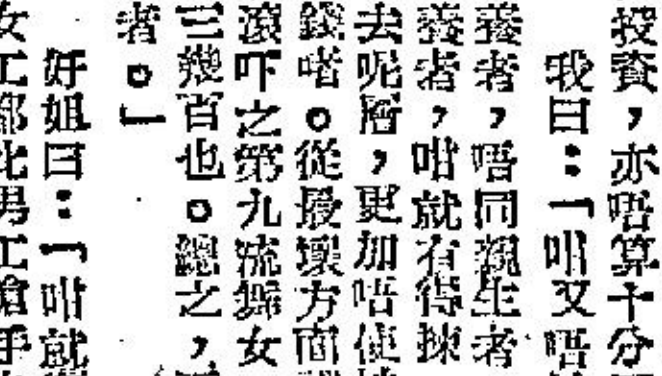 投資，亦唔算十分
我曰：「咁又唔
養者，唔同親生者
養者，咁就有得揀
去呢層，更加唔使
錢啫。從最壞方面
滾吓之第九流舞女
三幾百也。總之，
者。」
好姐曰：「咁就
女工都比男工搶手